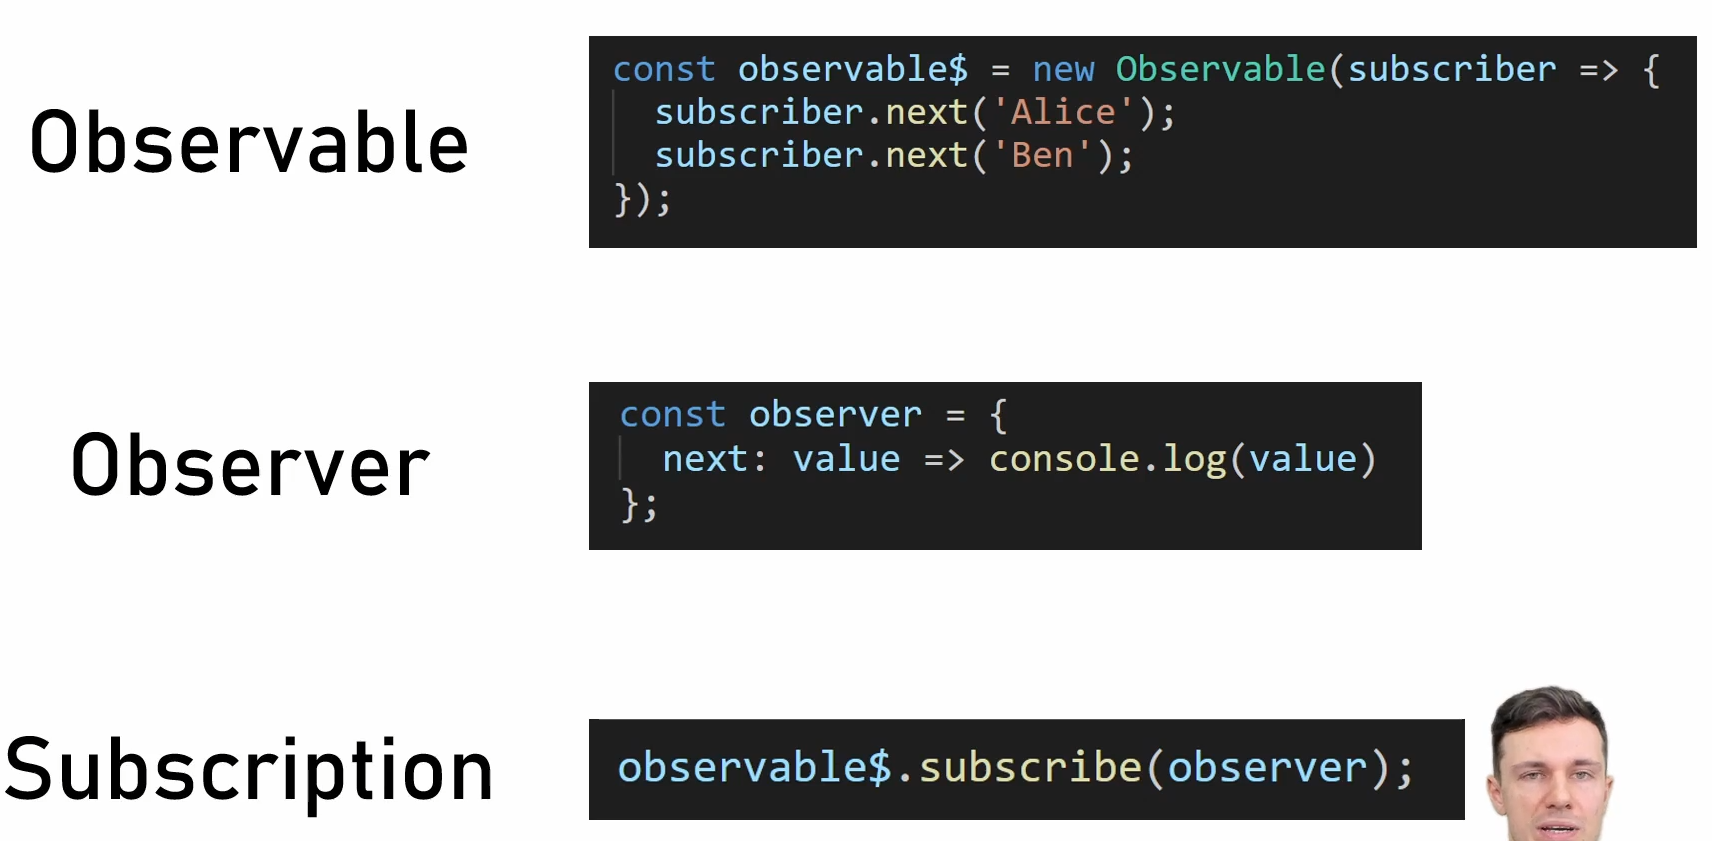 Observable
const observable$ = new Observable(subscriber => {
  subscriber.next('Alice');
  subscriber.next('Ben');
});
Observer
const observer = {
  next: value => console.log(value)
};
Subscription
observable$.subscribe(observer);